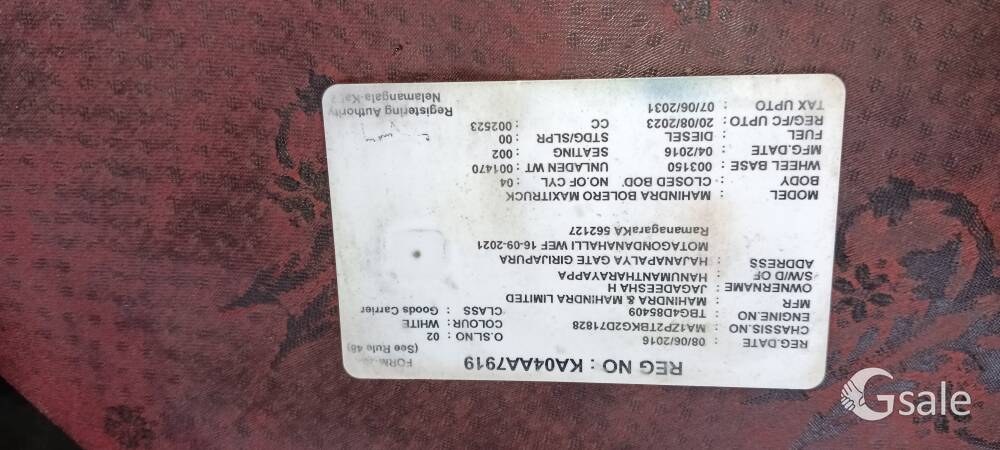 FORM-23
REG NO : KA04AA7919 (See Rule 48)
REG.DATE : 08/06/2016 O.SL.NO : 02
CHASSIS.NO : MA1ZP2TBKG2D71828 COLOUR : WHITE
ENGINE.NO : TBG4D85409 CLASS : Goods Carrier
MFR : MAHINDRA & MAHINDRA LIMITED
OWNERNAME : JAGADEESHA H
S/W/D OF : HANUMANTHARAYAPPA
ADDRESS : HAJANAPALYA GATE GIRIJAPURA
MOTAGONDANAHALLI WEF 16-09-2021
RamanagaraKA 562127
MODEL : MAHINDRA BOLERO MAXITRUCK
BODY : CLOSED BOD. NO.OF CYL : 04
WHEEL BASE : 003150 UNLADEN WT : 001470
MFG.DATE : 04/2016 SEATING : 002
FUEL : DIESEL STDG/SLPR : 00
REG/FC UPTO : 20/08/2023 CC : 002523
TAX UPTO : 07/06/2031
Registering Authority
Nelamangala-
Gsale